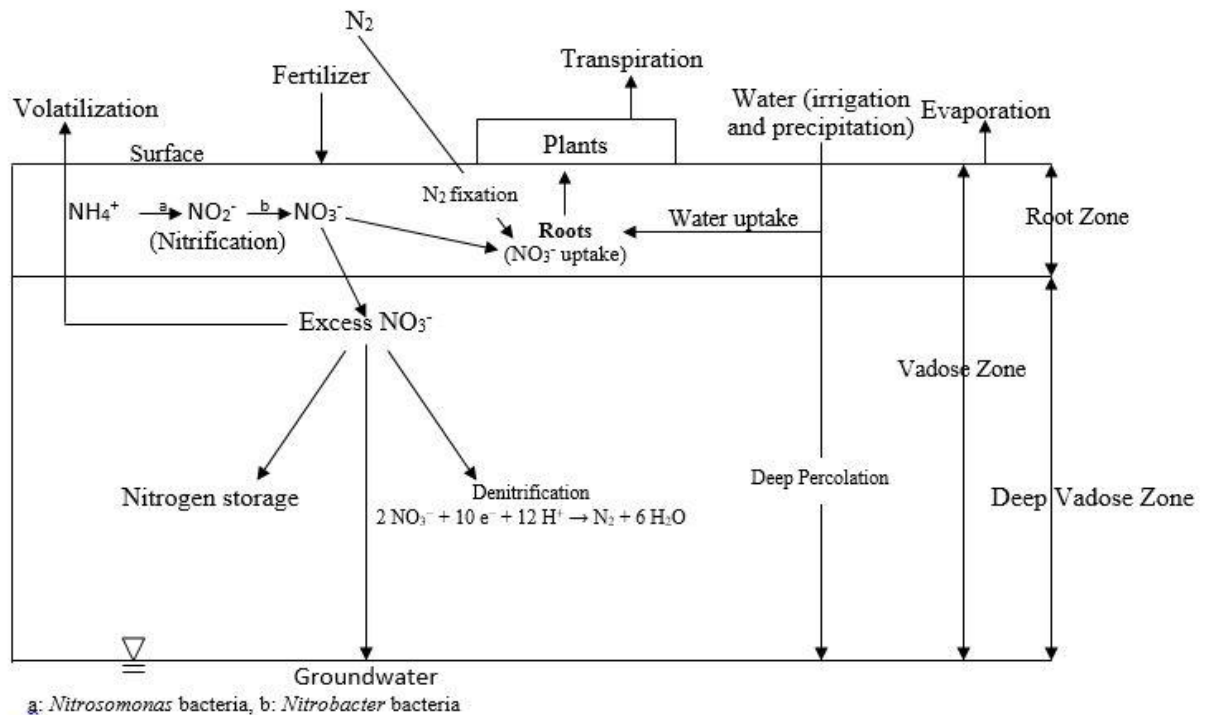 N₂
Transpiration
Fertilizer
Volatilization
Water (irrigation
and precipitation)
Evaporation
Surface
Plants
N₂ fixation
NH₄⁺
a
NO₂⁻
b
NO₃⁻
(Nitrification)
Roots
(NO₃⁻ uptake)
Water uptake
Root Zone
Excess NO₃⁻
Vadose Zone
Nitrogen storage
Denitrification
2 NO₃⁻ + 10 e⁻ + 12 H⁺ → N₂ + 6 H₂O
Deep Percolation
Deep Vadose Zone
Groundwater
a: Nitrosomonas bacteria, b: Nitrobacter bacteria